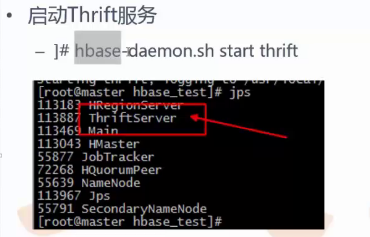 • 启动Thrift服务
– ]# hbase-daemon.sh start thrift
starting thrift, logging to /usr/local/
[root@master hbase_test]# jps
113183 HRegionServer
113887 ThriftServer
113469 Main
113043 HMaster
55877 JobTracker
72268 HQuorumPeer
55639 NameNode
113967 Jps
55791 SecondaryNameNode
[root@master hbase_test]#